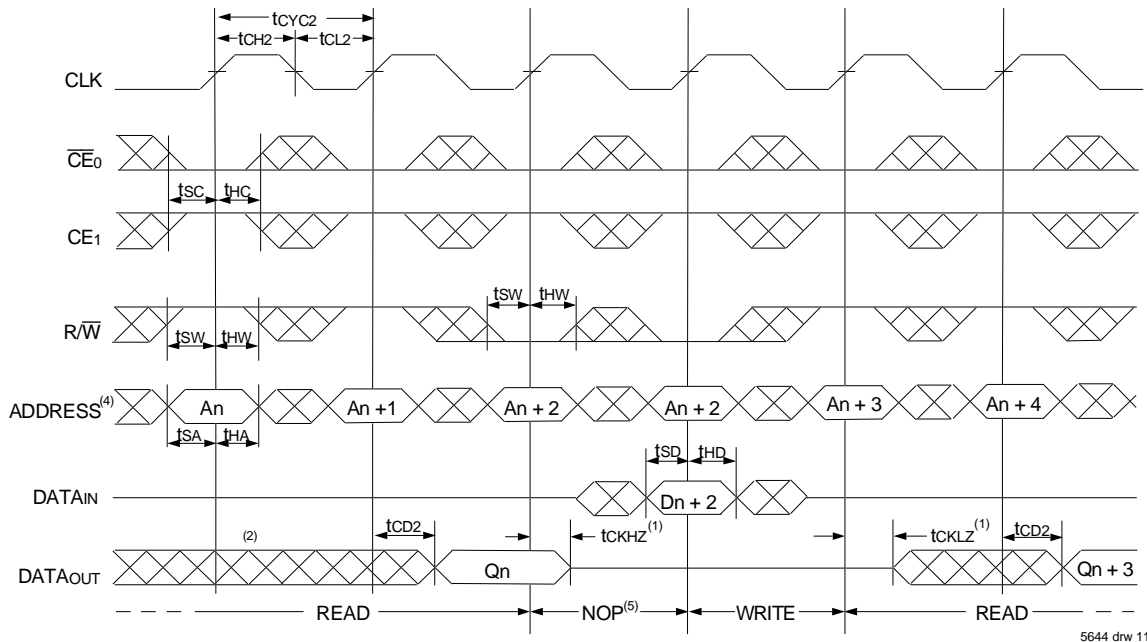 tCYC2
tCH2 tCL2
CLK
CE0
tSC tHC
CE1
tSW tHW
R/W
tSW tHW
ADDRESS(4) An An +1 An + 2 An + 2 An + 3 An + 4
tSA tHA
tSD tHD
DATAIN Dn + 2
(2) tCD2 tCKHZ(1) tCKLZ(1) tCD2
DATAOUT Qn Qn + 3
READ NOP(5) WRITE READ
5644 drw 11